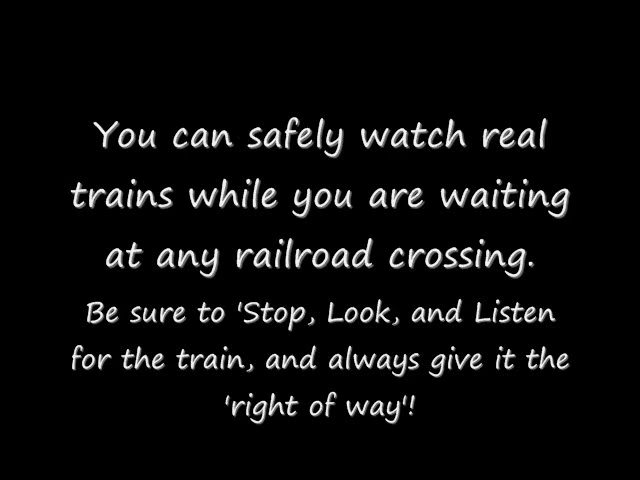 You can safely watch real
trains while you are waiting
at any railroad crossing.
Be sure to 'Stop, Look, and Listen
for the train, and always give it the
'right of way'!